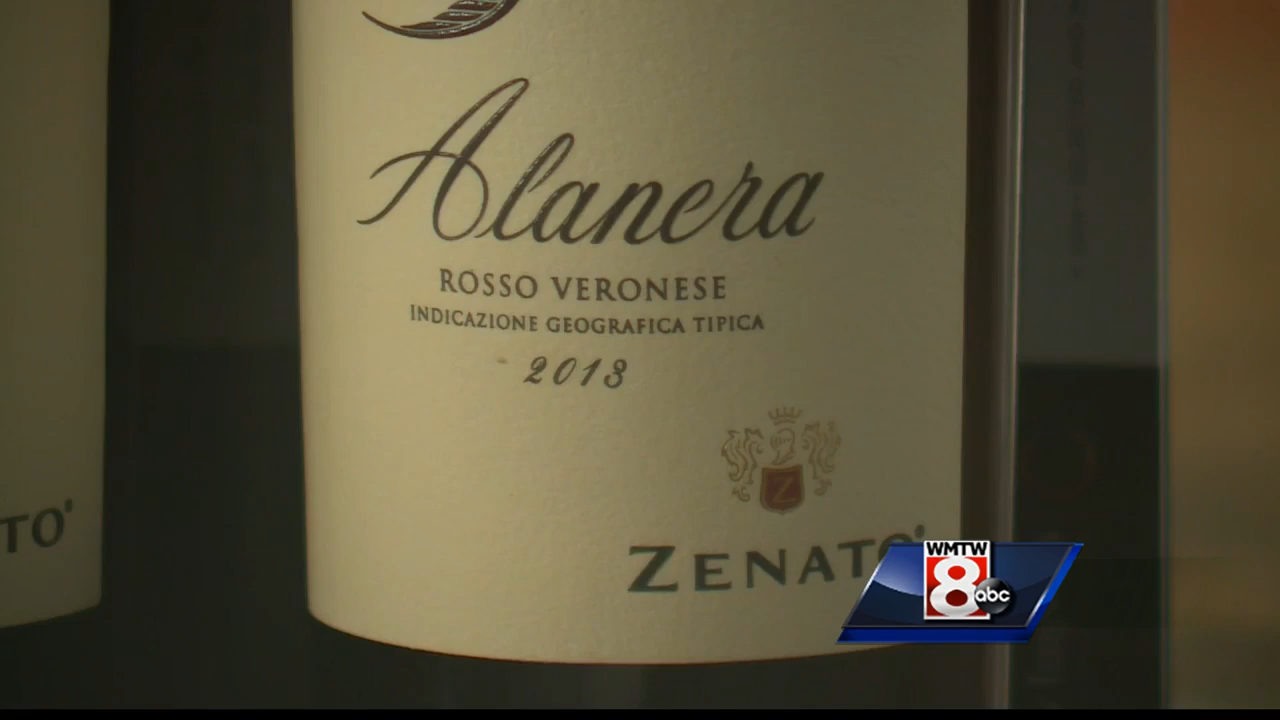 Alanera
ROSSO VERONESE
INDICAZIONE GEOGRAFICA TIPICA
2013
Z
ZENATO
TO
WMTW
8
abc